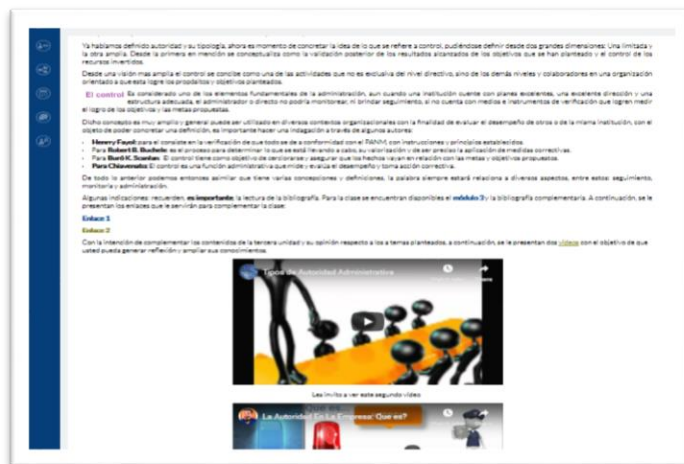 Ya habíamos definido autoridad y su tipología, ahora es momento de concretar la idea de lo que se refiere a control, pudiéndose definir desde dos grandes dimensiones: Una limitada y
la otra amplia. Desde la primera en mención se conceptualiza como la validación posterior de los resultados alcanzados de los objetivos que se han planteado y el control de los
recursos invertidos.
Desde una visión mas amplia el control se concibe como una de las actividades que no es exclusiva del nivel directivo, sino de los demás niveles y colaboradores en una organización
orientado a que esta logre los propósitos y objetivos planteados.
El control Es considerado uno de los elementos fundamentales de la administración, aun cuando una institución cuente con planes excelentes, una excelente dirección y una
estructura adecuada, el administrador o directo no podría monitorear, ni brindar seguimiento, si no cuenta con medios e instrumentos de verificación que logren medir
el logro de los objetivos y las metas propuestas.
Dicho concepto es muy amplio y general puede ser utilizado en diversos contextos organizacionales con la finalidad de evaluar el desempeño de otros o de la misma institución, con el
objeto de poder concretar una definición, es importante hacer una indagación a través de algunos autores:
Henrry Fayol: para el consiste en la verificación de que todo se de a conformidad con el PANM, con instrucciones y principios establecidos.
Para Robert B. Buchele: es el proceso para determinar lo que se está llevando a cabo, su valorización y de ser preciso la aplicación de medidas correctivas.
Para Buró K. Scanlan: El control tiene como objetivo de cerciorarse y asegurar que los hechos vayan en relación con las metas y objetivos propuestos.
Para Chiavenato: El control es una función administrativa que mide y evalúa el desempeño y toma acción correctiva.
De todo lo anterior podemos entonces asimilar que tiene varias concepciones y definiciones, la palabra siempre estará relaciona a diversos aspectos, entre estos: seguimiento,
monitoria y administración.
Algunas indicaciones: recuerden, es importante, la lectura de la bibliografía. Para la clase se encuentran disponibles el módulo 3 y la bibliografía complementaria. A continuación, se le
presentan los enlaces que le servirán para complementar la clase:
Enlace 1
Enlace 2
Con la intención de complementar los contenidos de la tercera unidad y su opinión respecto a los a temas planteados, a continuación, se le presentan dos videos con el objetivo de que
usted pueda generar reflexión y ampliar sus conocimientos.
Tipos de Autoridad Administrativa
Les invito a ver este segundo video
La Autoridad En La Empresa: Que es?